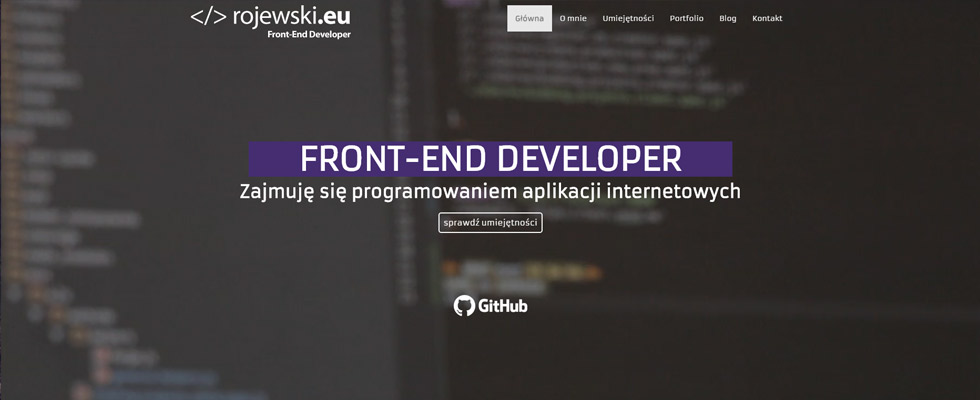 </> rojewski.eu
Front-End Developer
Główna O mnie Umiejętności Portfolio Blog Kontakt
FRONT-END DEVELOPER
Zajmuję się programowaniem aplikacji internetowych
sprawdź umiejętności
GitHub